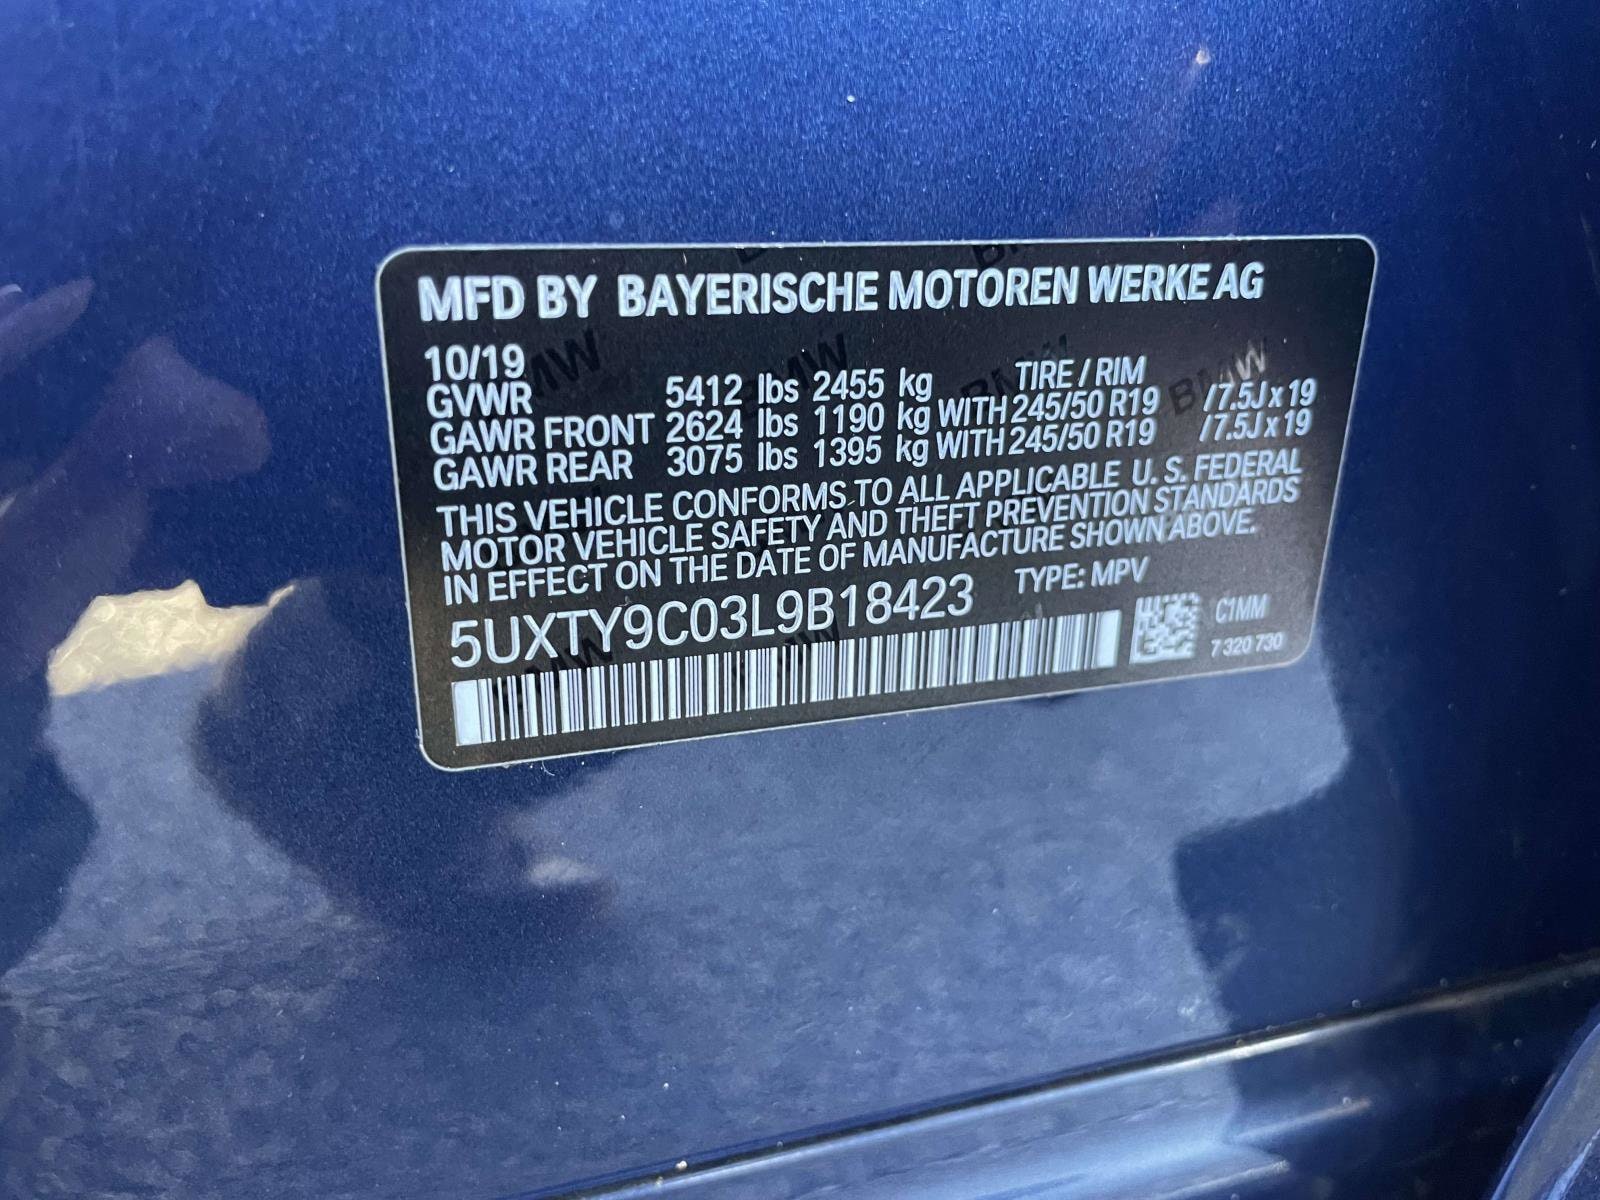 MFD BY BAYERISCHE MOTOREN WERKE AG
10/19
GVWR 5412 lbs 2455 kg TIRE / RIM
GAWR FRONT 2624 lbs 1190 kg WITH 245/50 R19 / 7.5J x 19
GAWR REAR 3075 lbs 1395 kg WITH 245/50 R19 / 7.5J x 19
THIS VEHICLE CONFORMS TO ALL APPLICABLE U. S. FEDERAL
MOTOR VEHICLE SAFETY AND THEFT PREVENTION STANDARDS
IN EFFECT ON THE DATE OF MANUFACTURE SHOWN ABOVE.
5UXTY9C03L9B18423 TYPE: MPV
C1MM
7 320 730